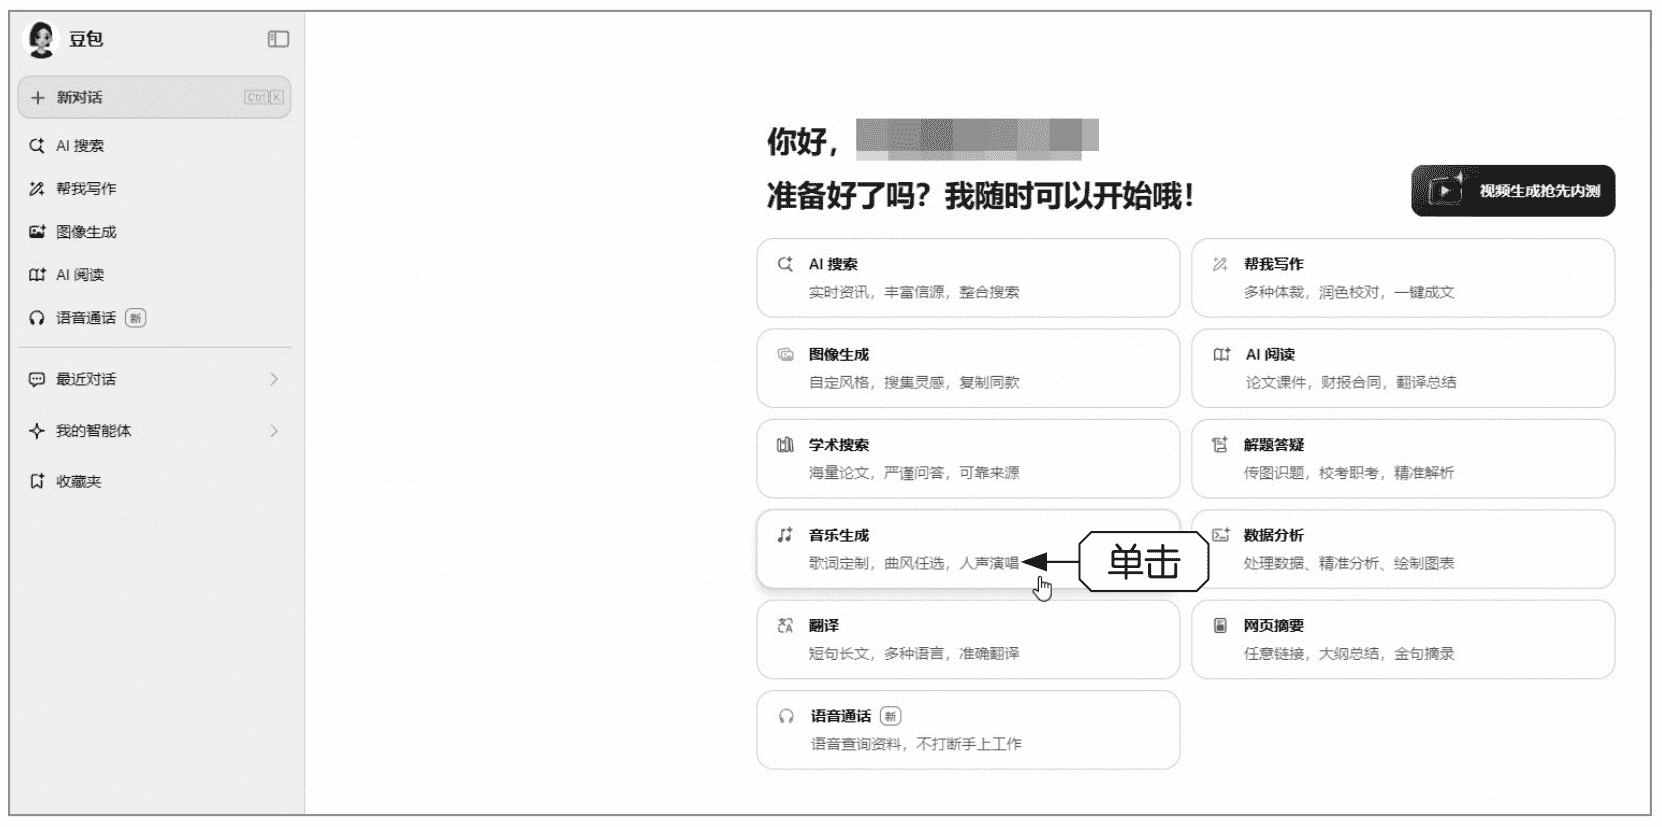 豆包
新对话 Ctrl K
AI 搜索
帮我写作
图像生成
AI 阅读
语音通话 新
最近对话
我的智能体
收藏夹
你好，
准备好了吗？我随时可以开始哦！
视频生成抢先内测
AI 搜索
实时资讯，丰富信源，整合搜索
帮我写作
多种体裁，润色校对，一键成文
图像生成
自定风格，搜集灵感，复制同款
AI 阅读
论文课件，财报合同，翻译总结
学术搜索
海量论文，严谨问答，可靠来源
解题答疑
传图识题，校考职考，精准解析
音乐生成
歌词定制，曲风任选，人声演唱
单击
数据分析
处理数据、精准分析、绘制图表
翻译
短句长文，多种语言，准确翻译
网页摘要
任意链接，大纲总结，金句摘录
语音通话 新
语音查询资料，不打断手上工作